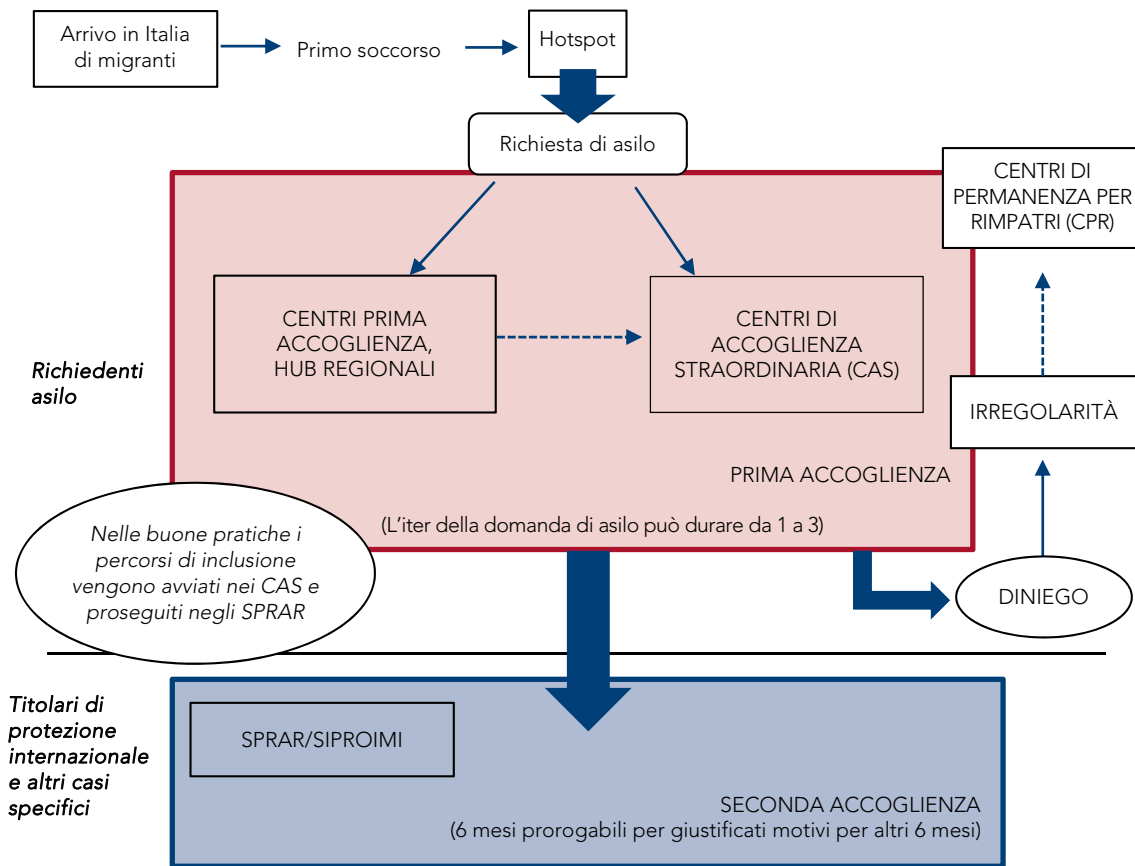 Arrivo in Italia
di migranti
Primo soccorso
Hotspot
Richiesta di asilo
CENTRI DI
PERMANENZA PER
RIMPATRI (CPR)
CENTRI PRIMA
ACCOGLIENZA,
HUB REGIONALI
CENTRI DI
ACCOGLIENZA
STRAORDINARIA (CAS)
Richiedenti
asilo
IRREGOLARITÀ
PRIMA ACCOGLIENZA
(L'iter della domanda di asilo può durare da 1 a 3)
Nelle buone pratiche i
percorsi di inclusione
vengono avviati nei CAS e
proseguiti negli SPRAR
DINIEGO
Titolari di
protezione
internazionale
e altri casi
specifici
SPRAR/SIPROIMI
SECONDA ACCOGLIENZA
(6 mesi prorogabili per giustificati motivi per altri 6 mesi)